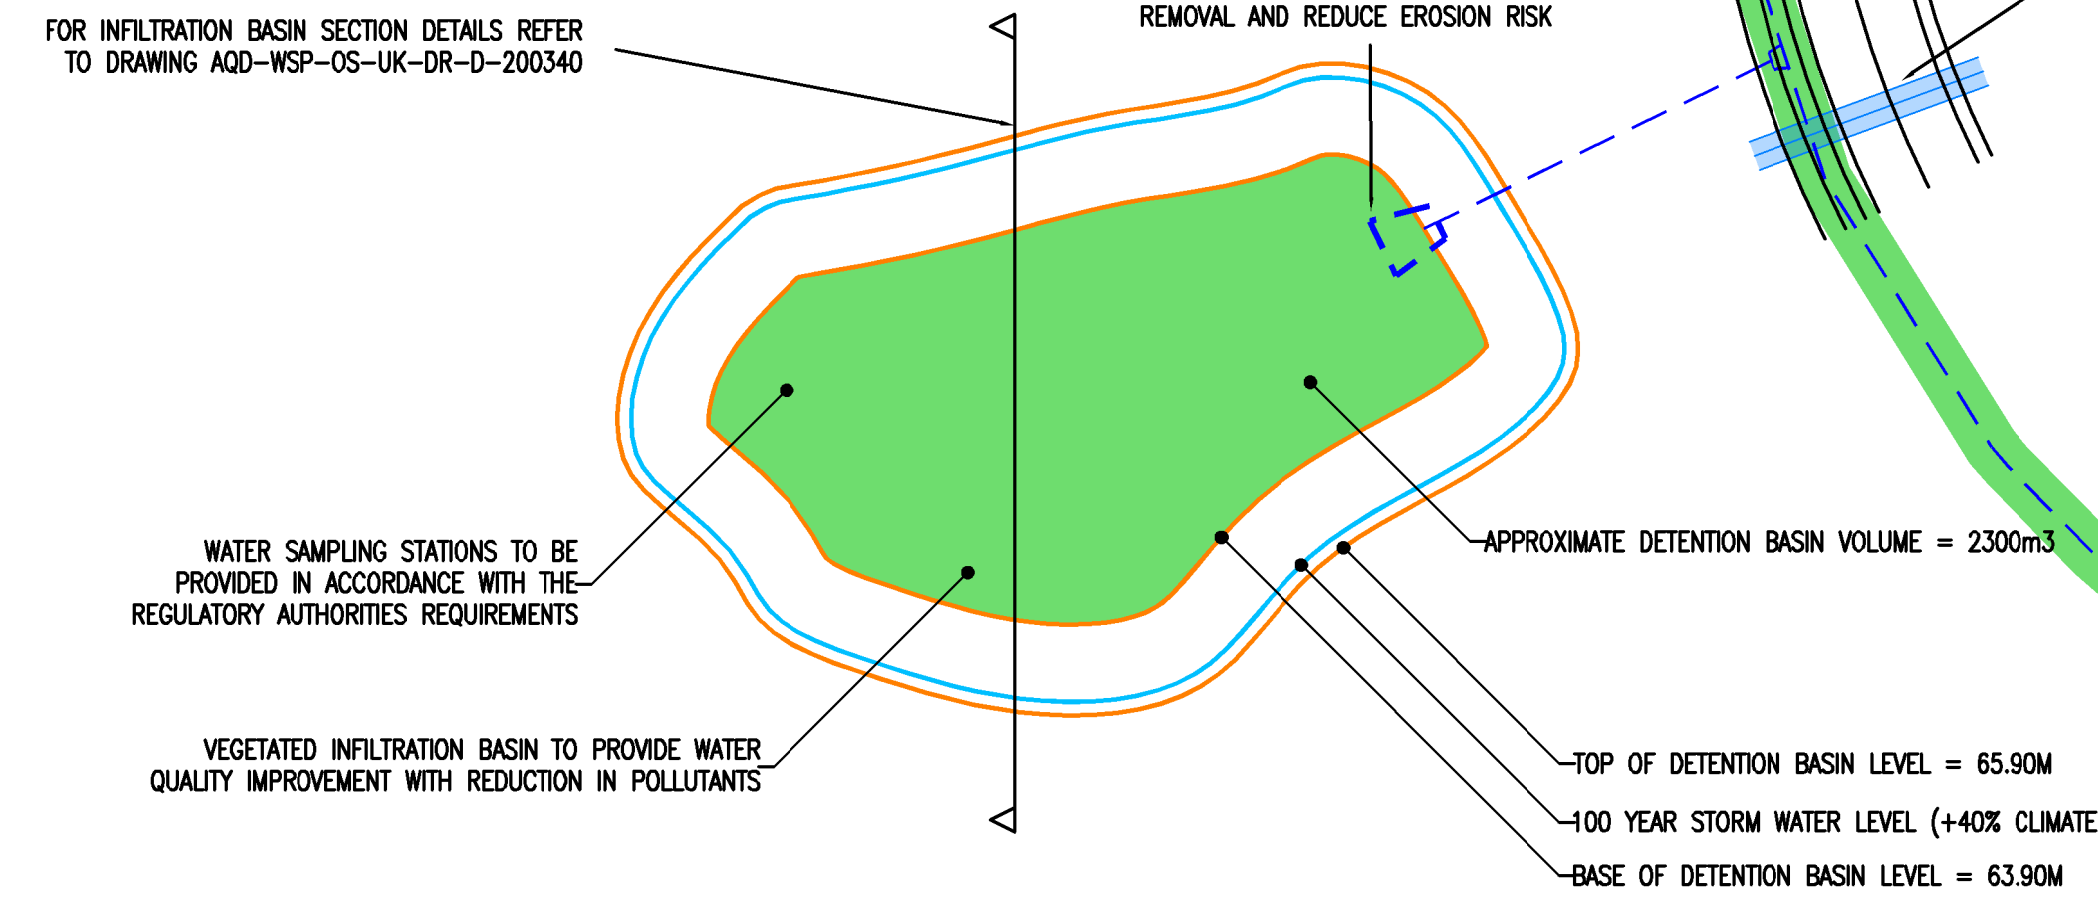 FOR INFILTRATION BASIN SECTION DETAILS REFER
TO DRAWING AQD-WSP-OS-UK-DR-D-200340
REMOVAL AND REDUCE EROSION RISK
WATER SAMPLING STATIONS TO BE
PROVIDED IN ACCORDANCE WITH THE
REGULATORY AUTHORITIES REQUIREMENTS
APPROXIMATE DETENTION BASIN VOLUME = 2300m3
VEGETATED INFILTRATION BASIN TO PROVIDE WATER
QUALITY IMPROVEMENT WITH REDUCTION IN POLLUTANTS
TOP OF DETENTION BASIN LEVEL = 65.90M
100 YEAR STORM WATER LEVEL (+40% CLIMATE
BASE OF DETENTION BASIN LEVEL = 63.90M